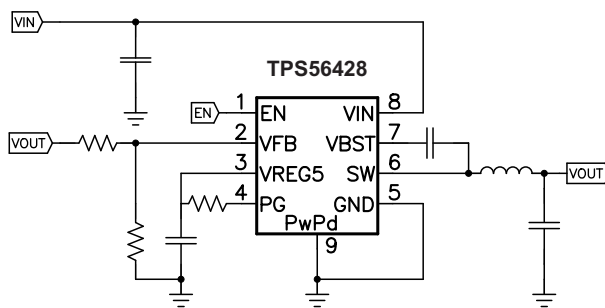 VIN
TPS56428
EN
1 EN VIN 8
VOUT
2 VFB VBST 7
3 VREG5 SW 6
VOUT
4 PG GND 5
PwPd
9